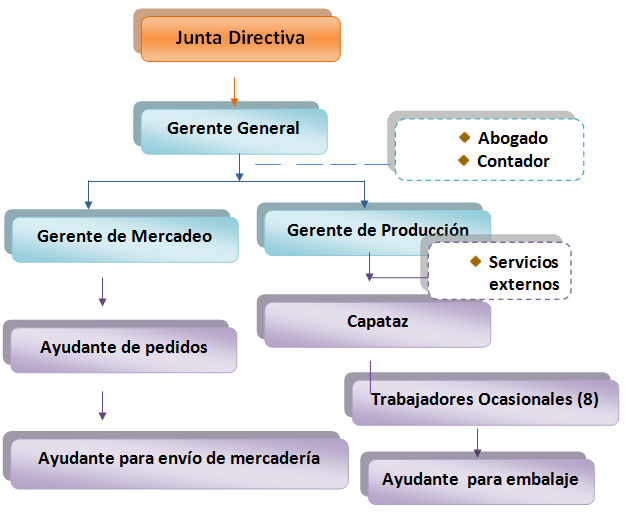 Junta Directiva
Gerente General
Abogado
Contador
Gerente de Mercadeo
Gerente de Producción
Servicios
externos
Ayudante de pedidos
Capataz
Trabajadores Ocasionales (8)
Ayudante para envío de mercadería
Ayudante para embalaje